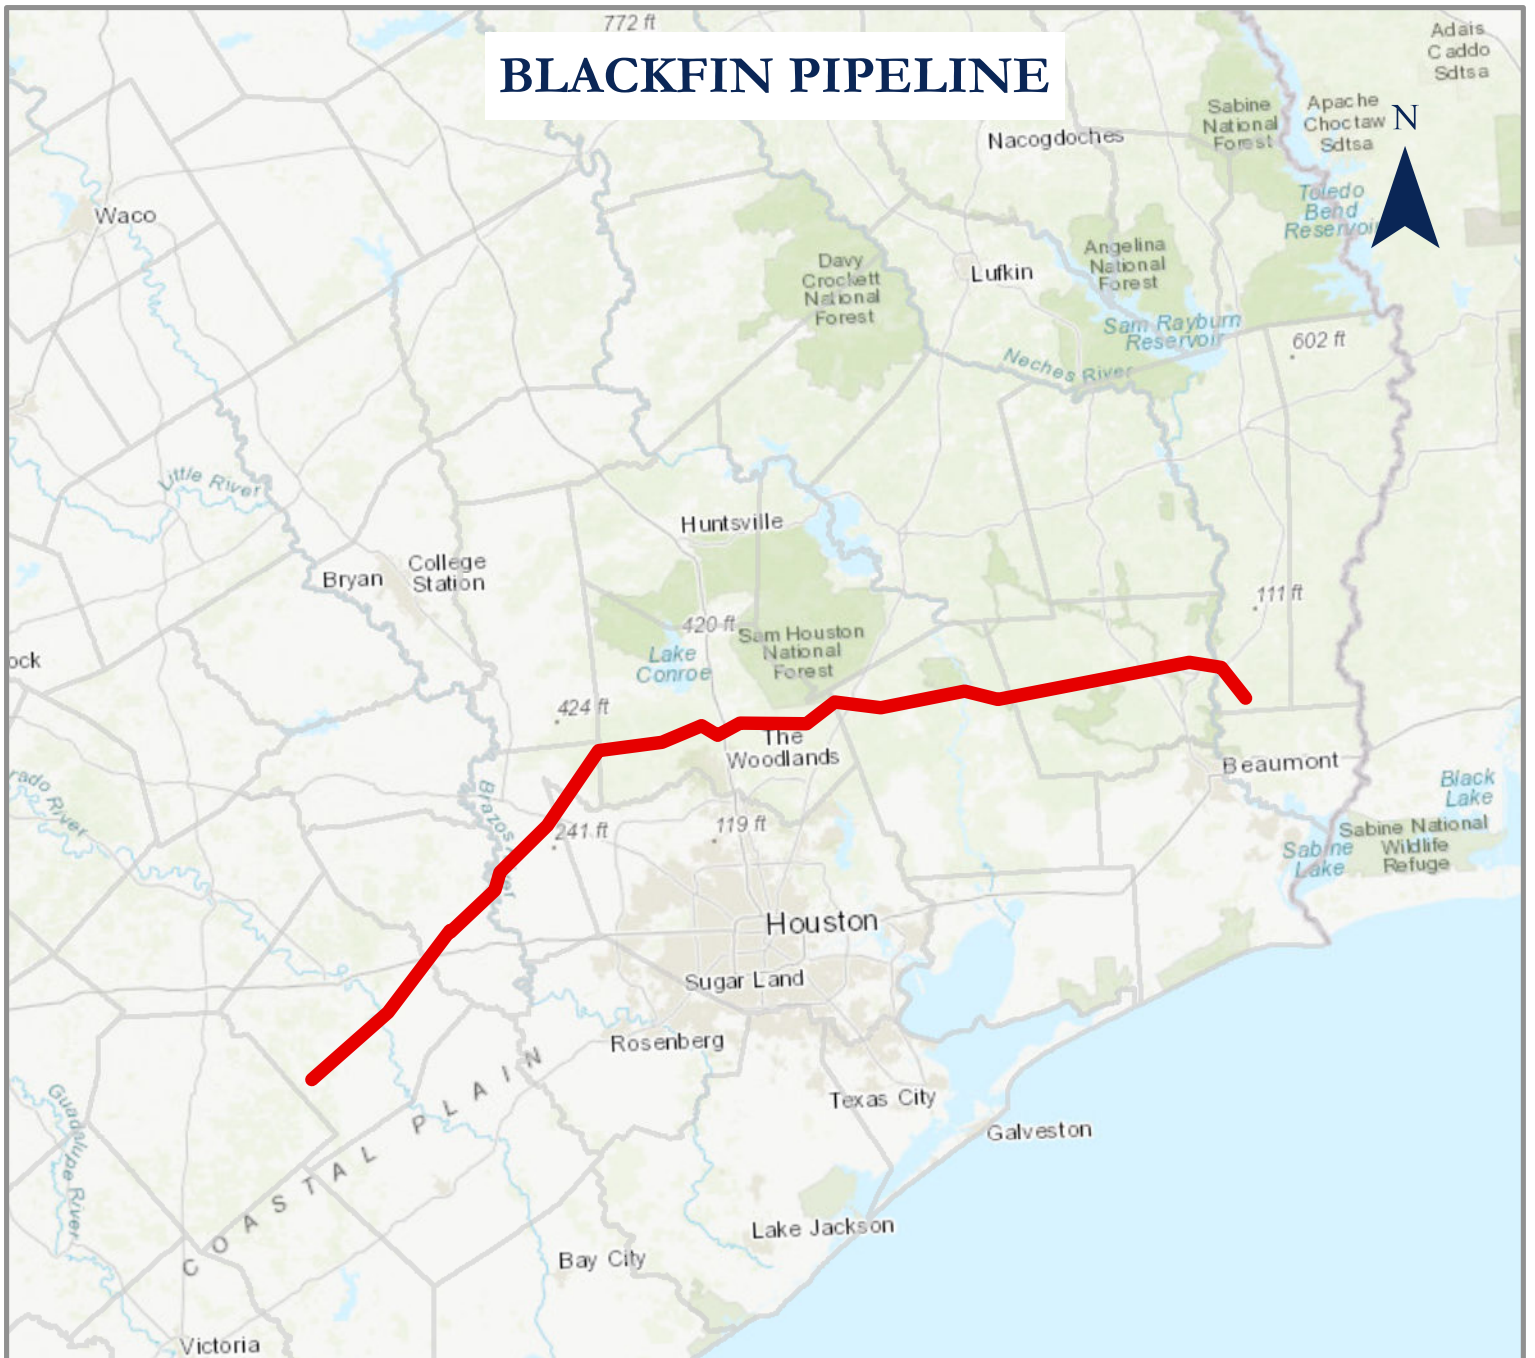 772 ft
BLACKFIN PIPELINE
Adais
Caddo
Sdtsa
Sabine
National
Forest
Apache
Choctaw
Sdtsa
N
Nacogdoches
Toledo
Bend
Reservoir
Waco
Davy
Crockett
National
Forest
Lufkin
Angelina
National
Forest
Sam Rayburn
Reservoir
602 ft
Neches River
Little River
Huntsville
Bryan
College
Station
111 ft
420 ft
Sam Houston
National
Forest
Lake
Conroe
ock
424 ft
The
Woodlands
Beaumont
Black
Lake
rado River
Brazos River
241 ft
119 ft
Sabine National
Wildlife
Refuge
Sabine
Lake
Houston
Sugar Land
Rosenberg
Texas City
Galveston
Guadalupe River
COASTAL PLAIN
Lake Jackson
Bay City
Victoria